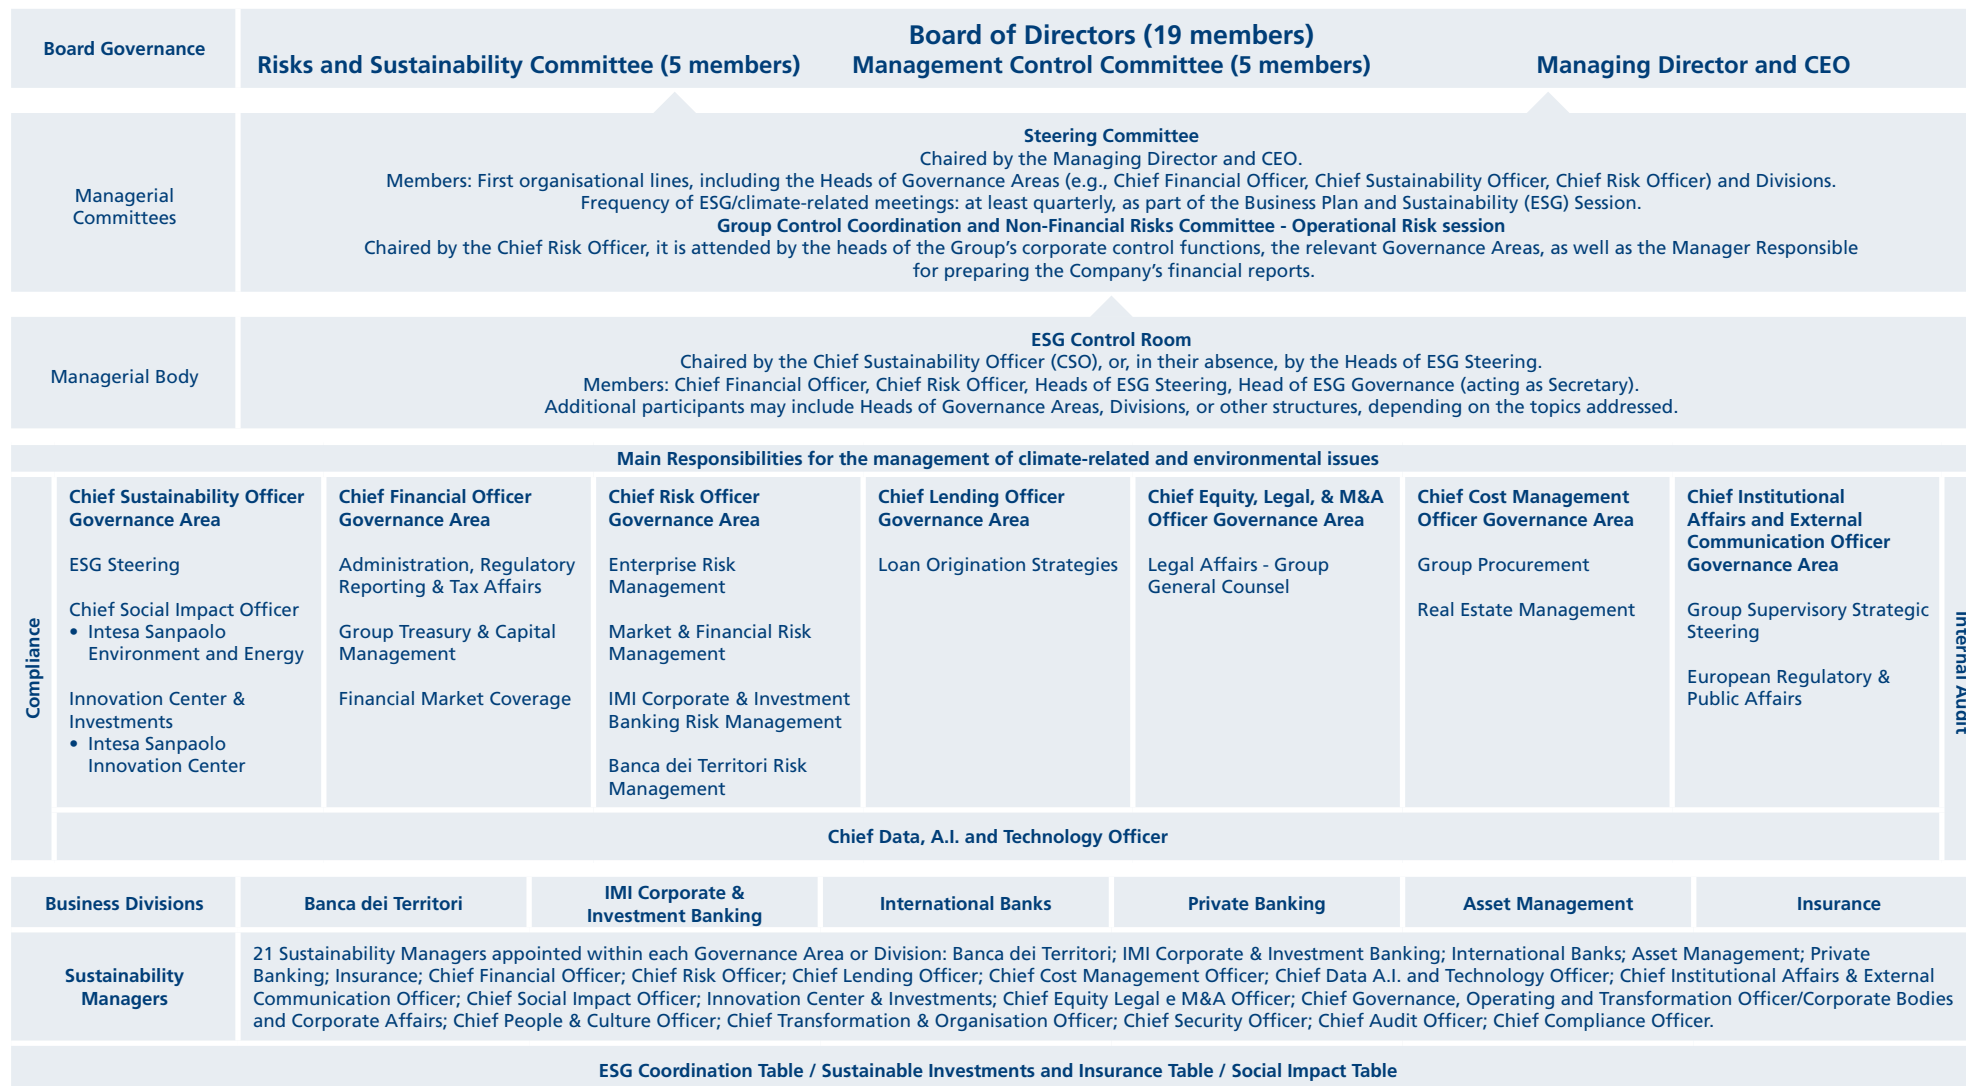 Board Governance
Board of Directors (19 members)
Risks and Sustainability Committee (5 members) Management Control Committee (5 members) Managing Director and CEO
Managerial
Committees
Steering Committee
Chaired by the Managing Director and CEO.
Members: First organisational lines, including the Heads of Governance Areas (e.g., Chief Financial Officer, Chief Sustainability Officer, Chief Risk Officer) and Divisions.
Frequency of ESG/climate-related meetings: at least quarterly, as part of the Business Plan and Sustainability (ESG) Session.
Group Control Coordination and Non-Financial Risks Committee - Operational Risk session
Chaired by the Chief Risk Officer, it is attended by the heads of the Group's corporate control functions, the relevant Governance Areas, as well as the Manager Responsible
for preparing the Company's financial reports.
Managerial Body
ESG Control Room
Chaired by the Chief Sustainability Officer (CSO), or, in their absence, by the Heads of ESG Steering.
Members: Chief Financial Officer, Chief Risk Officer, Heads of ESG Steering, Head of ESG Governance (acting as Secretary).
Additional participants may include Heads of Governance Areas, Divisions, or other structures, depending on the topics addressed.
Main Responsibilities for the management of climate-related and environmental issues
Compliance
Chief Sustainability Officer
Governance Area
ESG Steering
Chief Social Impact Officer
• Intesa Sanpaolo
Environment and Energy
Innovation Center &
Investments
• Intesa Sanpaolo
Innovation Center
Chief Financial Officer
Governance Area
Administration, Regulatory
Reporting & Tax Affairs
Group Treasury & Capital
Management
Financial Market Coverage
Chief Risk Officer
Governance Area
Enterprise Risk
Management
Market & Financial Risk
Management
IMI Corporate & Investment
Banking Risk Management
Banca dei Territori Risk
Management
Chief Lending Officer
Governance Area
Loan Origination Strategies
Chief Equity, Legal, & M&A
Officer Governance Area
Legal Affairs - Group
General Counsel
Chief Cost Management
Officer Governance Area
Group Procurement
Real Estate Management
Chief Institutional
Affairs and External
Communication Officer
Governance Area
Group Supervisory Strategic
Steering
European Regulatory &
Public Affairs
Internal Audit
Chief Data, A.I. and Technology Officer
Business Divisions
Banca dei Territori
IMI Corporate &
Investment Banking
International Banks
Private Banking
Asset Management
Insurance
Sustainability
Managers
21 Sustainability Managers appointed within each Governance Area or Division: Banca dei Territori; IMI Corporate & Investment Banking; International Banks; Asset Management; Private
Banking; Insurance; Chief Financial Officer; Chief Risk Officer; Chief Lending Officer; Chief Cost Management Officer; Chief Data A.I. and Technology Officer; Chief Institutional Affairs & External
Communication Officer; Chief Social Impact Officer; Innovation Center & Investments; Chief Equity Legal e M&A Officer; Chief Governance, Operating and Transformation Officer/Corporate Bodies
and Corporate Affairs; Chief People & Culture Officer; Chief Transformation & Organisation Officer; Chief Security Officer; Chief Audit Officer; Chief Compliance Officer.
ESG Coordination Table / Sustainable Investments and Insurance Table / Social Impact Table